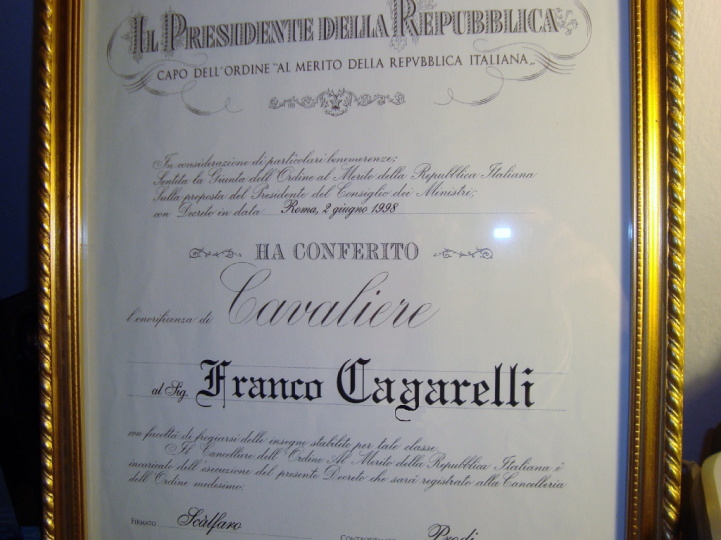 IL PRESIDENTE DELLA REPUBBLICA
CAPO DELL'ORDINE "AL MERITO DELLA REPVBBLICA ITALIANA„
In considerazione di particolari benemerenze;
Sentita la Giunta dell'Ordine al Merito della Repubblica Italiana
Sulla proposta del Presidente del Consiglio dei Ministri;
con Decreto in data Roma, 2 giugno 1998
HA CONFERITO
l'onorificenza di Cavaliere
al Sig. Franco Cagarelli
con facoltà di fregiarsi delle insegne stabilite per tale classe.
Il Cancelliere dell'Ordine Al Merito della Repubblica Italiana è
incaricato dell'esecuzione del presente Decreto che sarà registrato alla Cancelleria
dell'Ordine medesimo.
FIRMATO Scàlfaro Prodi